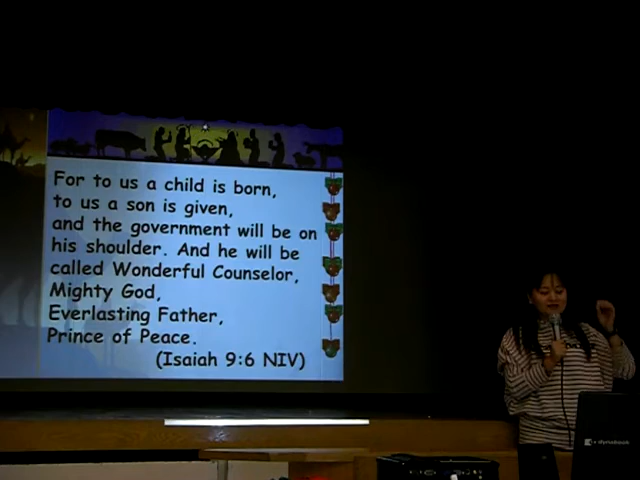 For to us a child is born,
to us a son is given,
and the government will be on
his shoulder. And he will be
called Wonderful Counselor,
Mighty God,
Everlasting Father,
Prince of Peace.
(Isaiah 9:6 NIV)
dynabook